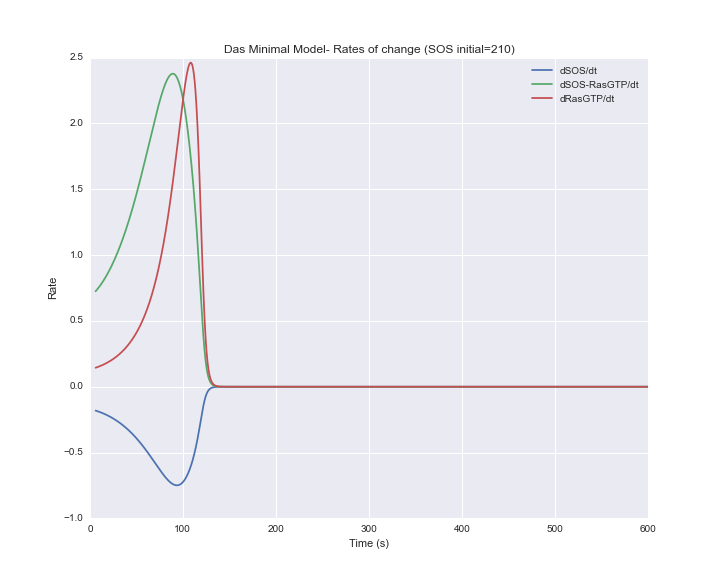 Das Minimal Model- Rates of change (SOS initial=210)
2.5
2.0
1.5
1.0
0.5
0.0
−0.5
−1.0
Rate
dSOS/dt
dSOS-RasGTP/dt
dRasGTP/dt
0 100 200 300 400 500 600
Time (s)